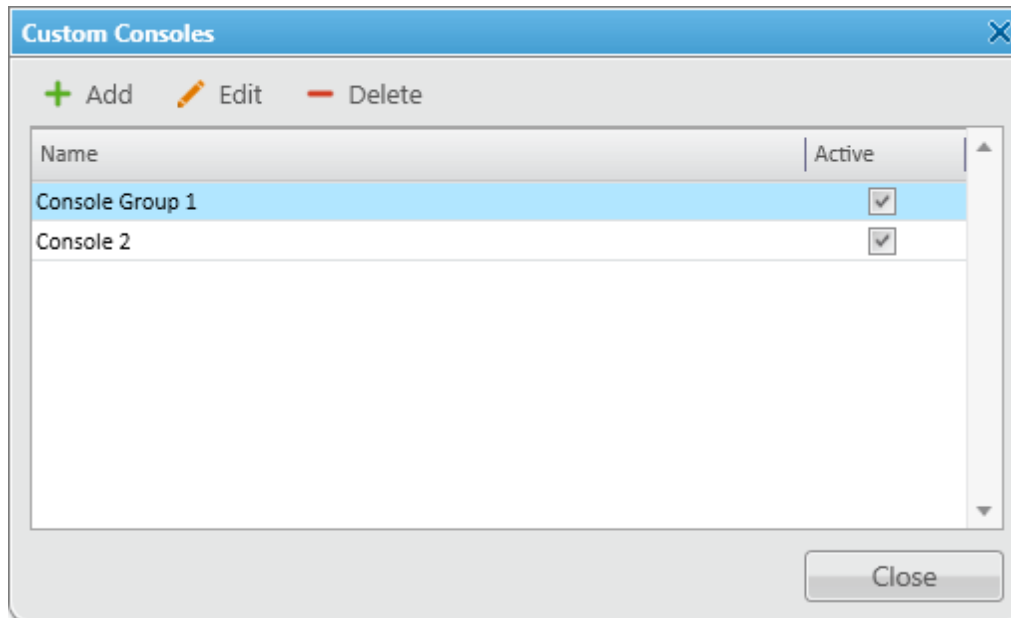 Custom Consoles
Add Edit Delete
Name Active
Console Group 1
Console 2
Close